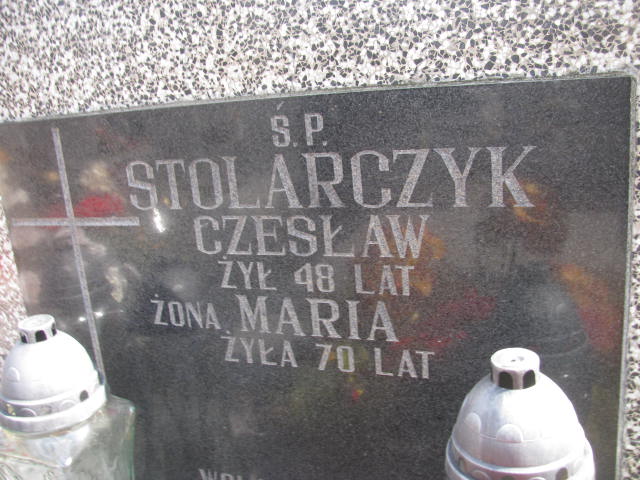 Ś.P.
STOLARCZYK
CZESŁAW
ŻYŁ 48 LAT
ŻONA MARIA
ŻYŁA 70 LAT